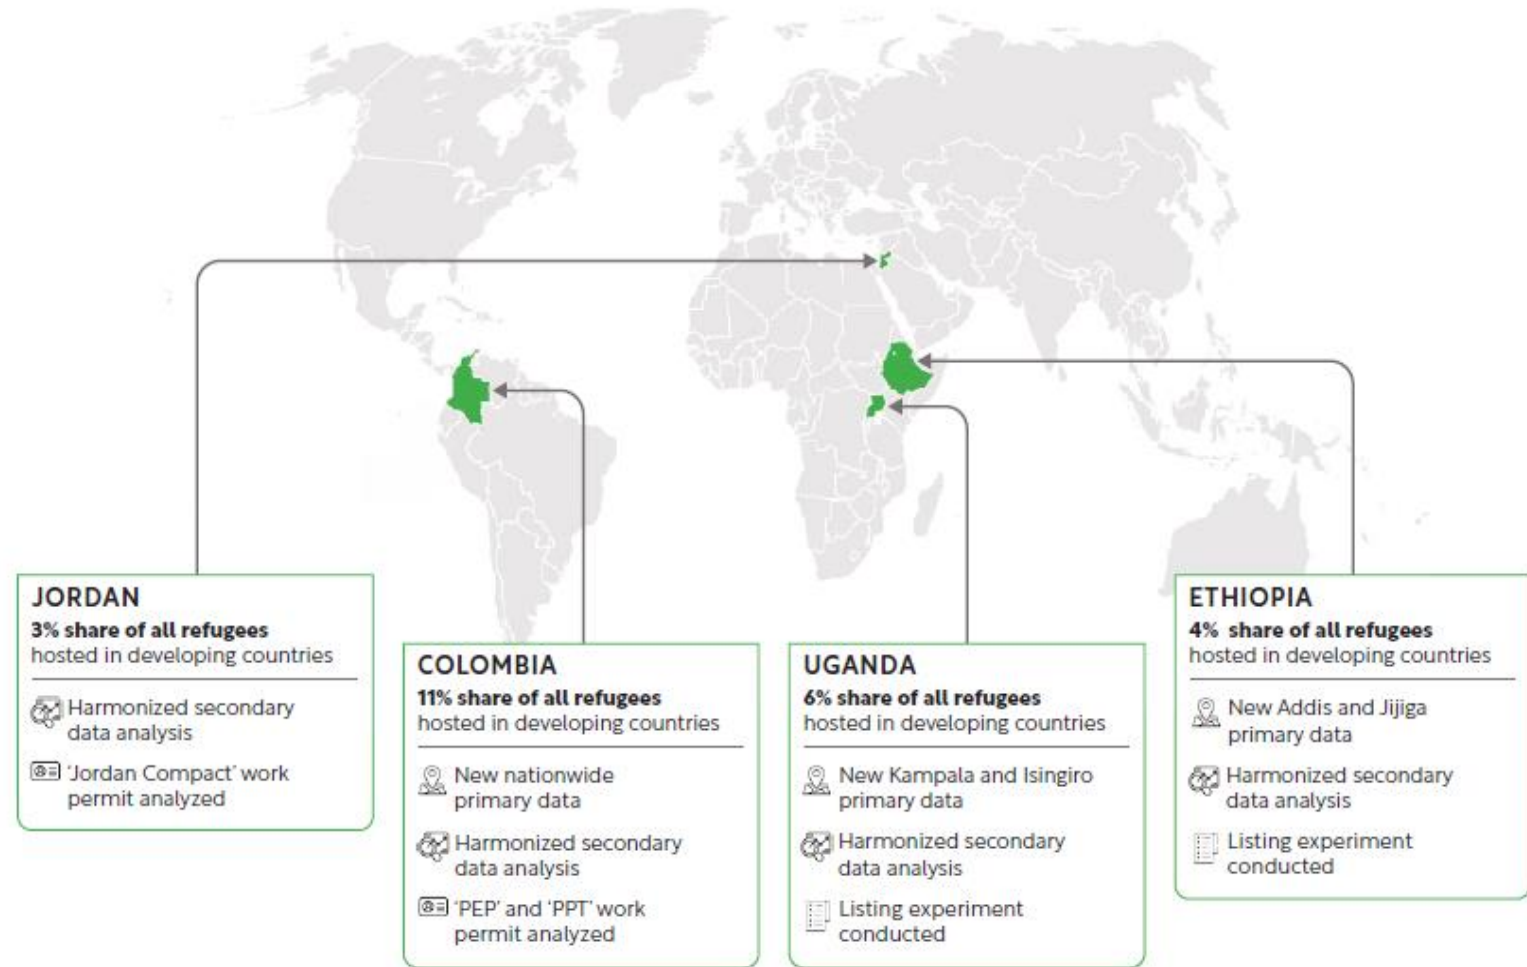 JORDAN
3% share of all refugees
hosted in developing countries
Harmonized secondary
data analysis
'Jordan Compact' work
permit analyzed
COLOMBIA
11% share of all refugees
hosted in developing countries
New nationwide
primary data
Harmonized secondary
data analysis
'PEP' and 'PPT' work
permit analyzed
UGANDA
6% share of all refugees
hosted in developing countries
New Kampala and Isingiro
primary data
Harmonized secondary
data analysis
Listing experiment
conducted
ETHIOPIA
4% share of all refugees
hosted in developing countries
New Addis and Jijiga
primary data
Harmonized secondary
data analysis
Listing experiment
conducted